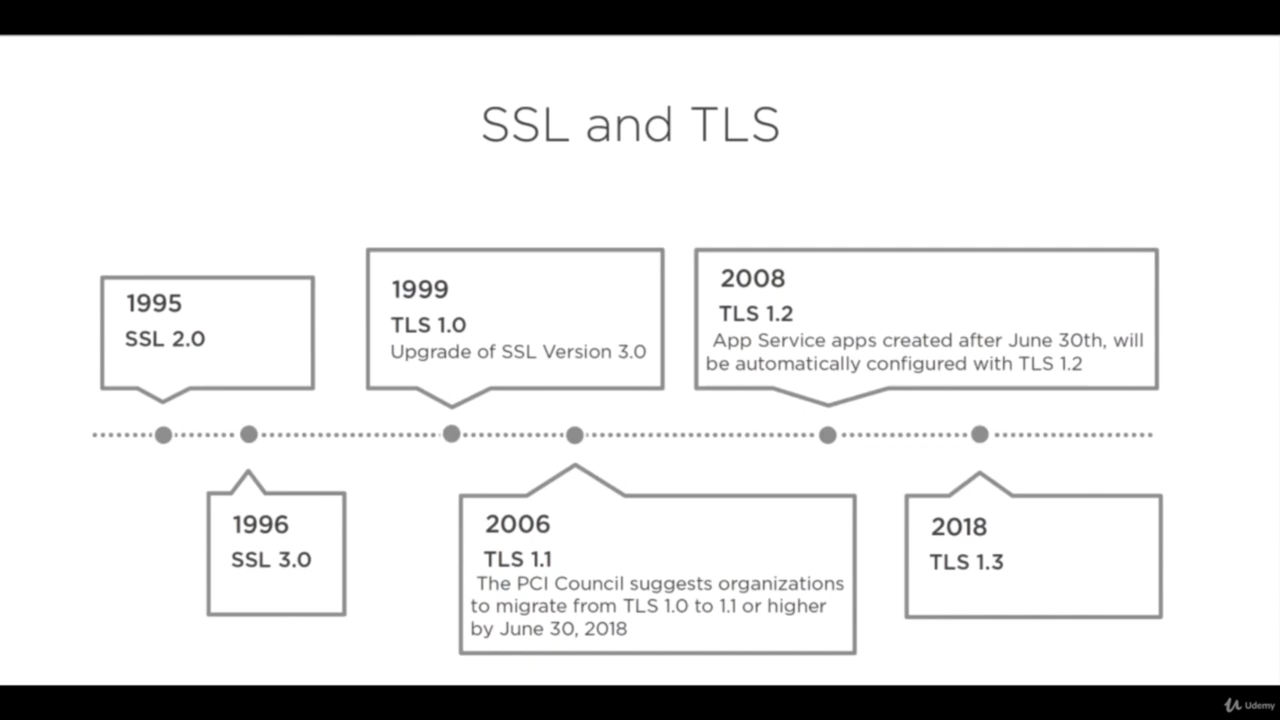 SSL and TLS
1995
SSL 2.0
1996
SSL 3.0
1999
TLS 1.0
Upgrade of SSL Version 3.0
2006
TLS 1.1
The PCI Council suggests organizations
to migrate from TLS 1.0 to 1.1 or higher
by June 30, 2018
2008
TLS 1.2
App Service apps created after June 30th, will
be automatically configured with TLS 1.2
2018
TLS 1.3
Udemy